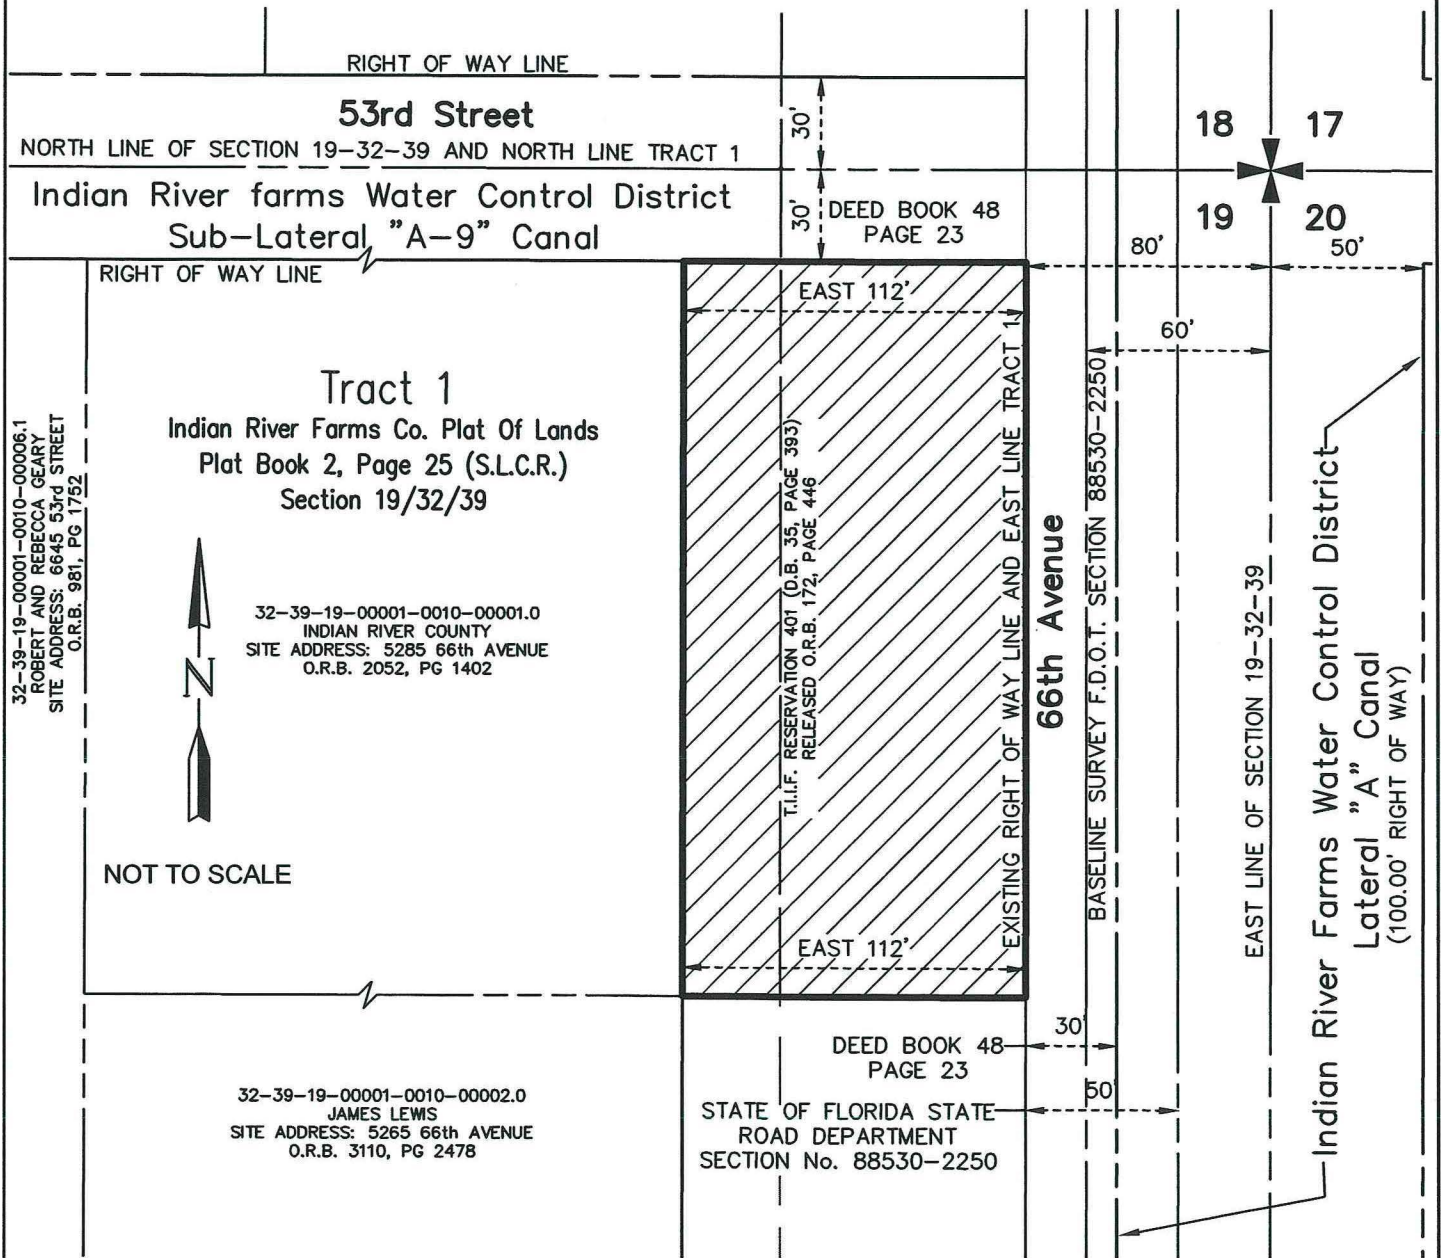 RIGHT OF WAY LINE
53rd Street
NORTH LINE OF SECTION 19-32-39 AND NORTH LINE TRACT 1
Indian River farms Water Control District
Sub-Lateral "A-9" Canal
RIGHT OF WAY LINE
30'
30'
DEED BOOK 48
PAGE 23
18
17
19
20
80'
50'
60'
EAST 112'
Tract 1
Indian River Farms Co. Plat Of Lands
Plat Book 2, Page 25 (S.L.C.R.)
Section 19/32/39
32-39-19-00001-0010-00006.1
ROBERT AND REBECCA GEARY
SITE ADDRESS: 6645 53rd STREET
O.R.B. 981, PG 1752
32-39-19-00001-0010-00001.0
INDIAN RIVER COUNTY
SITE ADDRESS: 5285 66th AVENUE
O.R.B. 2052, PG 1402
N
NOT TO SCALE
T.I.I.F. RESERVATION 401 (D.B. 35, PAGE 393)
RELEASED O.R.B. 172, PAGE 446
EXISTING RIGHT OF WAY LINE AND EAST LINE TRACT 1
66th Avenue
BASELINE SURVEY F.D.O.T. SECTION 88530-2250
EAST LINE OF SECTION 19-32-39
Indian River Farms Water Control District
Lateral "A" Canal
(100.00' RIGHT OF WAY)
EAST 112'
30'
DEED BOOK 48
PAGE 23
50'
STATE OF FLORIDA STATE
ROAD DEPARTMENT
SECTION No. 88530-2250
32-39-19-00001-0010-00002.0
JAMES LEWIS
SITE ADDRESS: 5265 66th AVENUE
O.R.B. 3110, PG 2478